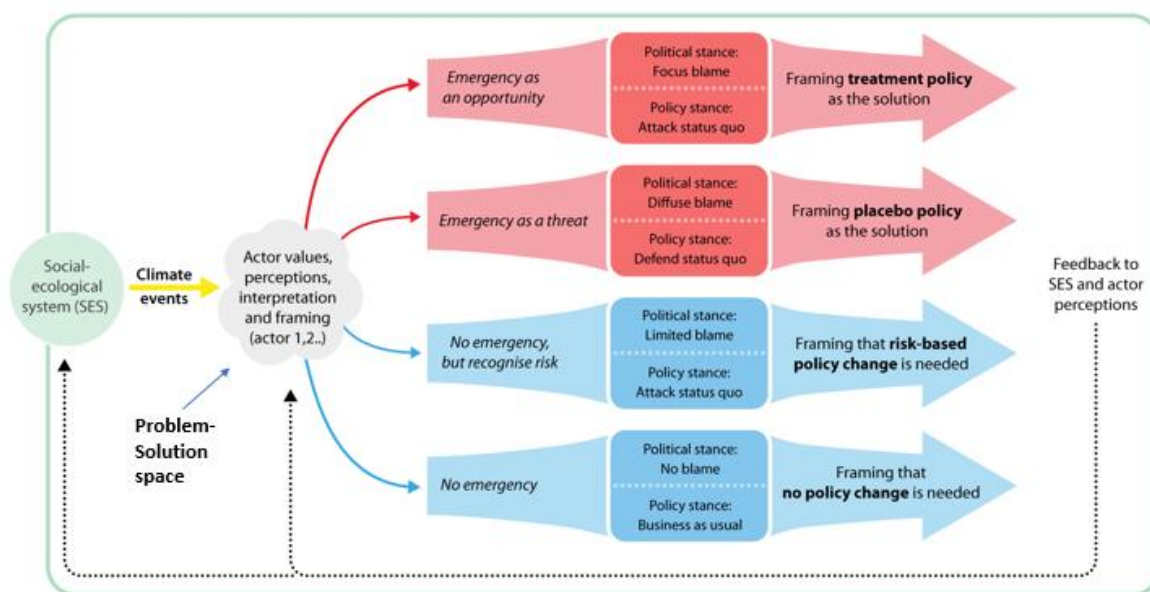 Social-
ecological
system (SES)
Climate
events
Actor values,
perceptions,
interpretation
and framing
(actor 1,2..)
Problem-
Solution
space
Emergency as
an opportunity
Political stance:
Focus blame
Policy stance:
Attack status quo
Framing treatment policy
as the solution
Emergency as a threat
Political stance:
Diffuse blame
Policy stance:
Defend status quo
Framing placebo policy
as the solution
No emergency,
but recognise risk
Political stance:
Limited blame
Policy stance:
Attack status quo
Framing that risk-based
policy change is needed
No emergency
Political stance:
No blame
Policy stance:
Business as usual
Framing that
no policy change is needed
Feedback to
SES and actor
perceptions